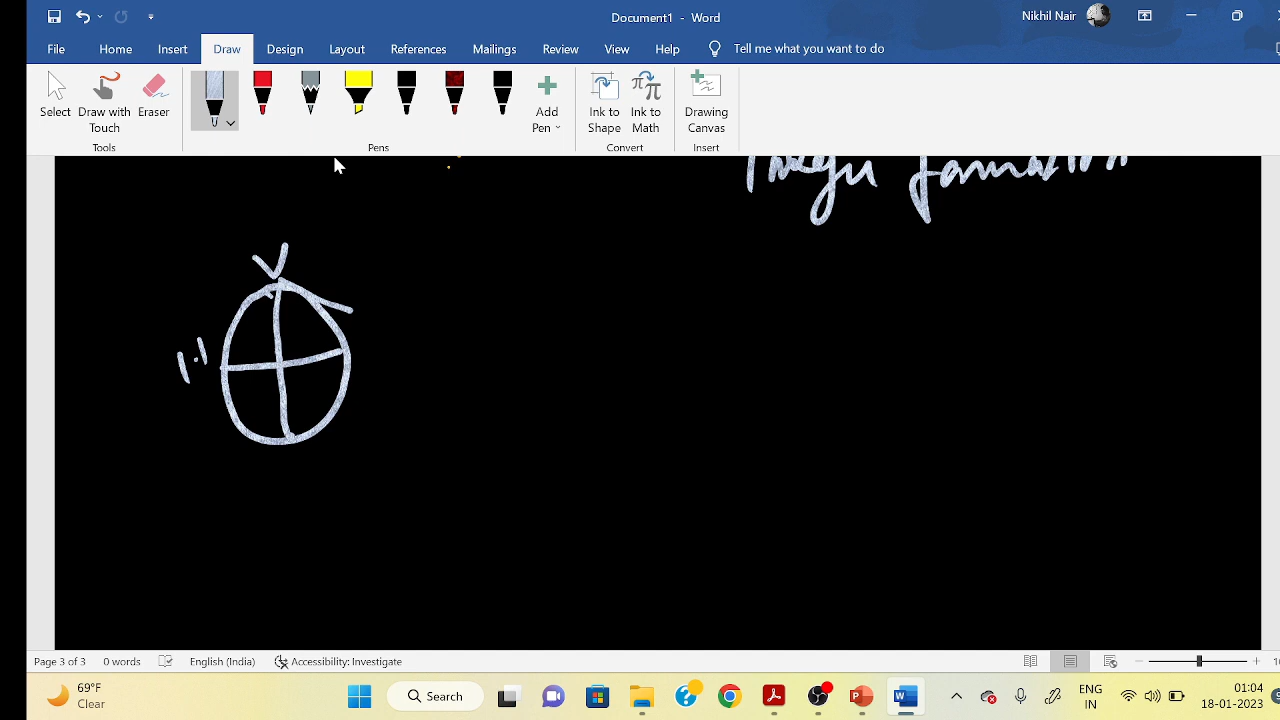 Document1 - Word
Nikhil Nair
File Home Insert Draw Design Layout References Mailings Review View Help Tell me what you want to do
Select
Draw with Touch
Eraser
Add Pen
Ink to Shape
Ink to Math
Drawing Canvas
Tools
Pens
Convert
Insert
V
Page 3 of 3 0 words English (India) Accessibility: Investigate
69°F
Clear
Search
ENG
IN
01:04
18-01-2023